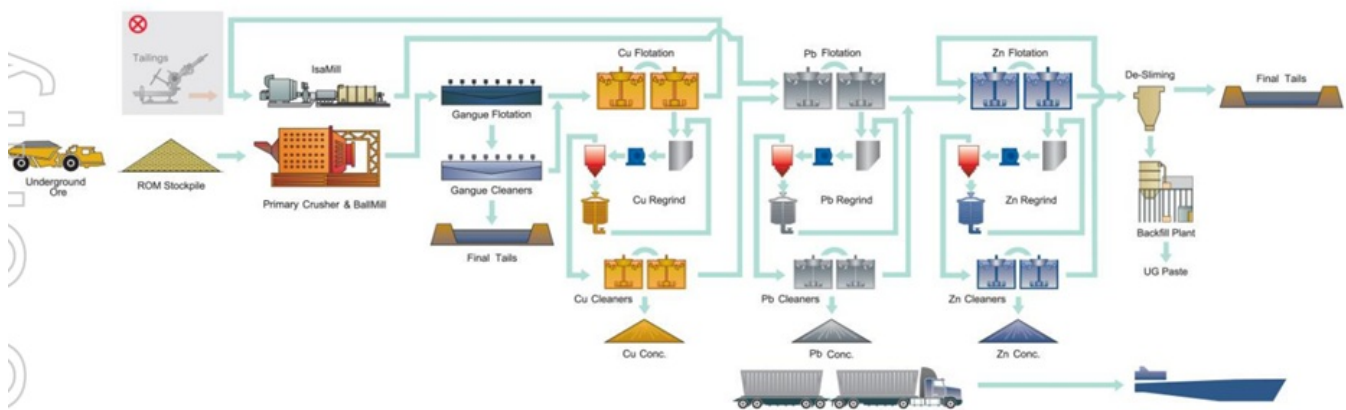 Tailings
IsaMill
Cu Flotation
Pb Flotation
Zn Flotation
De-Sliming
Final Tails
Gangue Flotation
Underground
Ore
ROM Stockpile
Primary Crusher & BallMill
Gangue Cleaners
Final Tails
Cu Regrind
Pb Regrind
Zn Regrind
Backfill Plant
UG Paste
Cu Cleaners
Pb Cleaners
Zn Cleaners
Cu Conc.
Pb Conc.
Zn Conc.